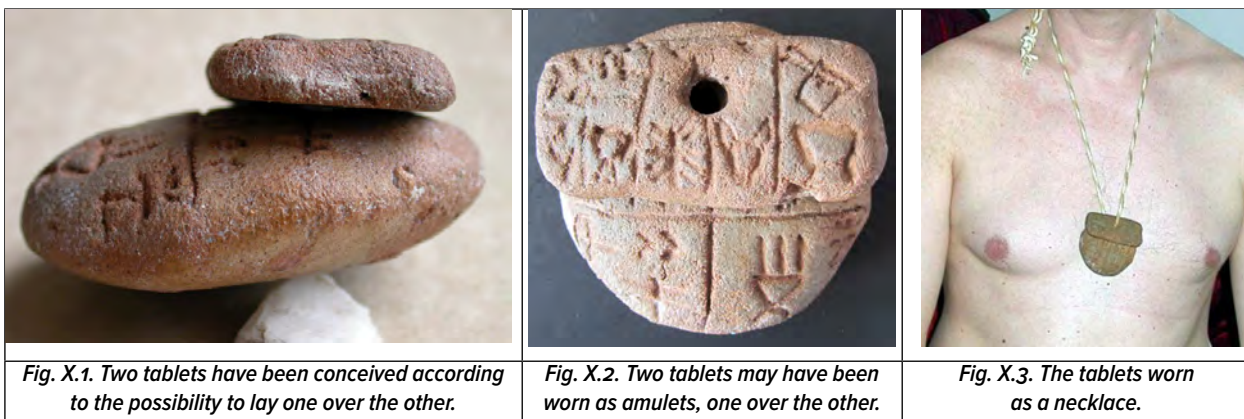 Fig. X.1. Two tablets have been conceived according
to the possibility to lay one over the other.
Fig. X.2. Two tablets may have been
worn as amulets, one over the other.
Fig. X.3. The tablets worn
as a necklace.